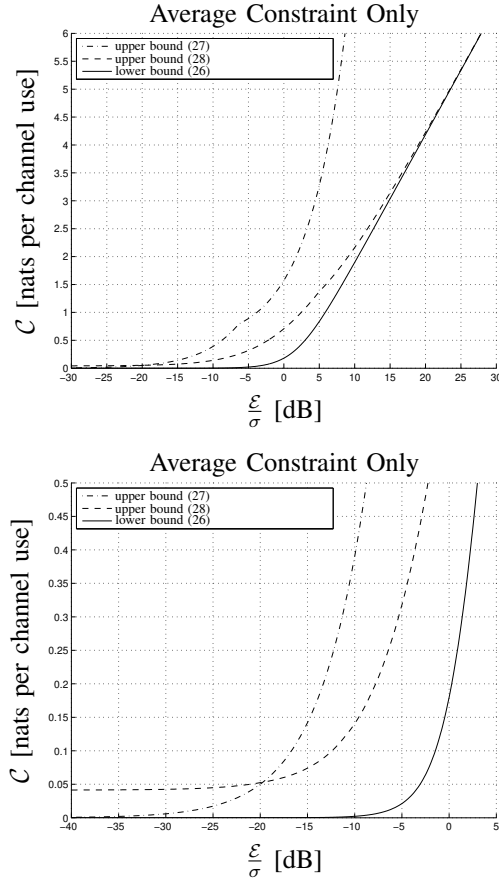 Average Constraint Only
6
5.5
5
4.5
4
3.5
3
2.5
2
1.5
1
0.5
0
upper bound (27)
upper bound (28)
lower bound (26)
C [nats per channel use]
−30 −25 −20 −15 −10 −5 0 5 10 15 20 25 30
ℰ/σ [dB]
Average Constraint Only
0.5
0.45
0.4
0.35
0.3
0.25
0.2
0.15
0.1
0.05
0
upper bound (27)
upper bound (28)
lower bound (26)
C [nats per channel use]
−40 −35 −30 −25 −20 −15 −10 −5 0 5
ℰ/σ [dB]